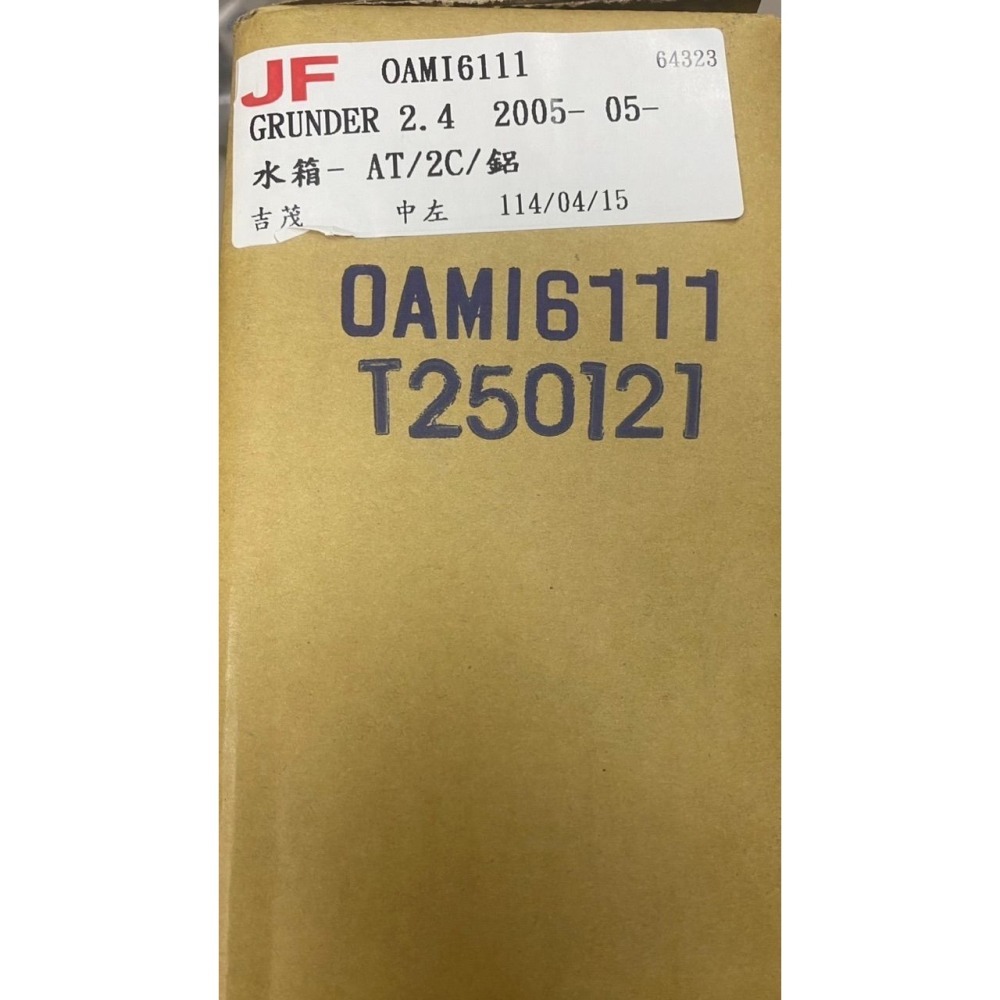 JF OAMI6111 64323
GRUNDER 2.4 2005- 05-
水箱- AT/2C/鋁
吉茂 中左 114/04/15
OAMI6111
T250121